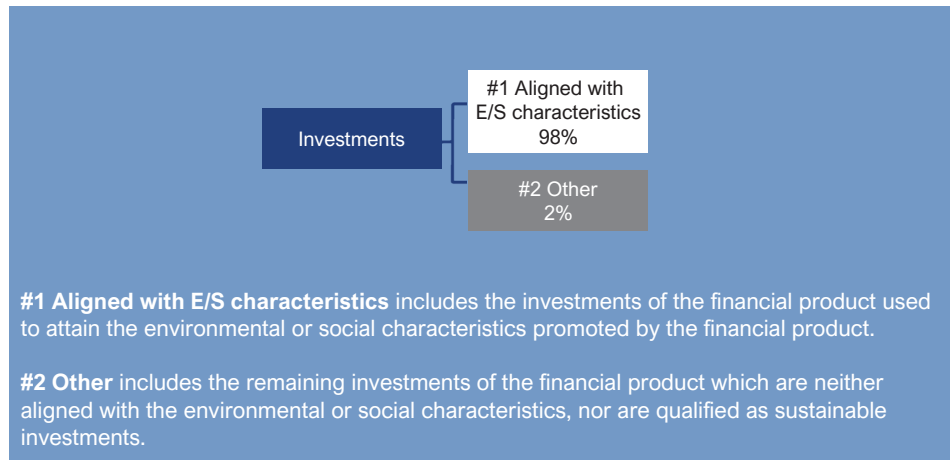 Investments
#1 Aligned with
E/S characteristics
98%
#2 Other
2%
#1 Aligned with E/S characteristics includes the investments of the financial product used
to attain the environmental or social characteristics promoted by the financial product.
#2 Other includes the remaining investments of the financial product which are neither
aligned with the environmental or social characteristics, nor are qualified as sustainable
investments.